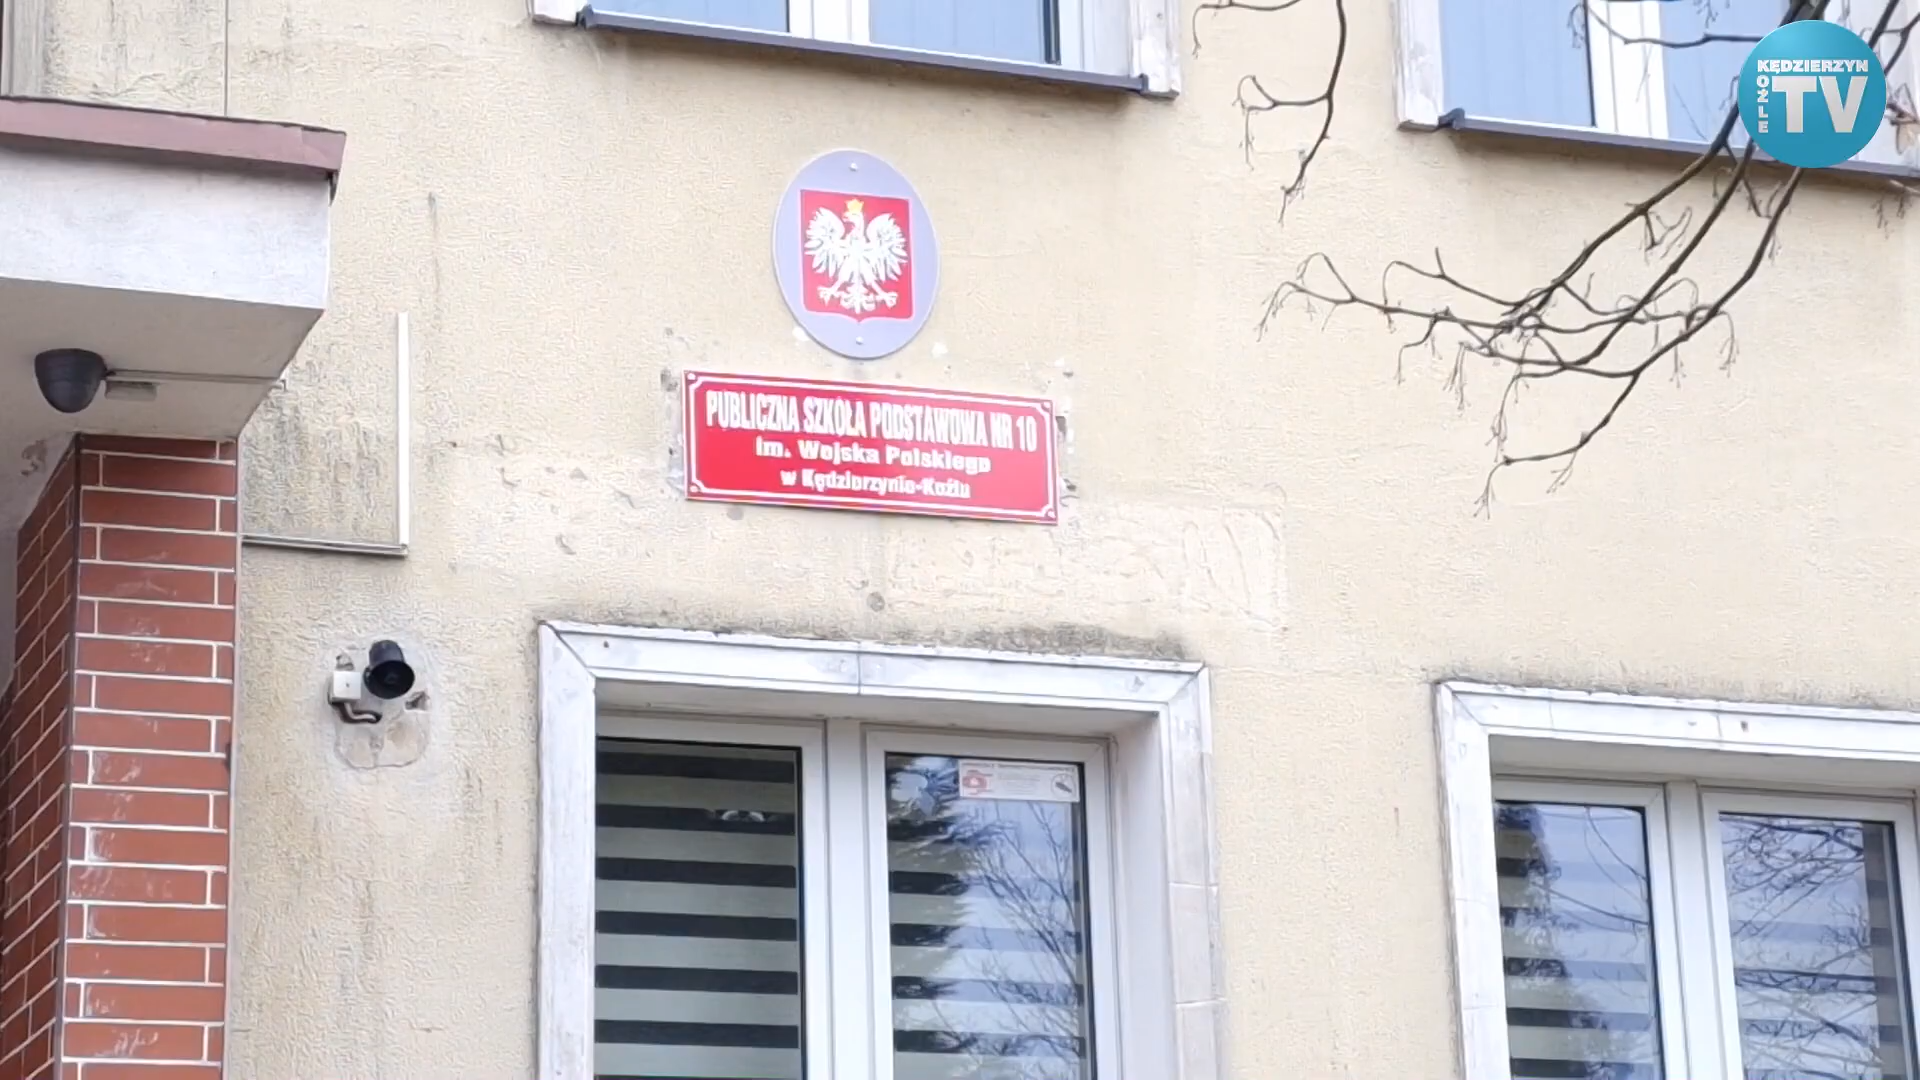 KĘDZIERZYN
KOŹLE
TV
PUBLICZNA SZKOŁA PODSTAWOWA NR 10
im. Wojska Polskiego
w Kędzierzynie-Koźlu